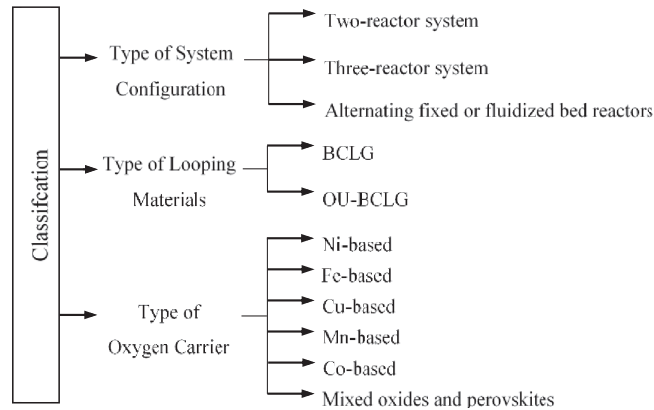 Classifcation
Type of System
Configuration
Two-reactor system
Three-reactor system
Alternating fixed or fluidized bed reactors
Type of Looping
Materials
BCLG
OU-BCLG
Type of
Oxygen Carrier
Ni-based
Fe-based
Cu-based
Mn-based
Co-based
Mixed oxides and perovskites